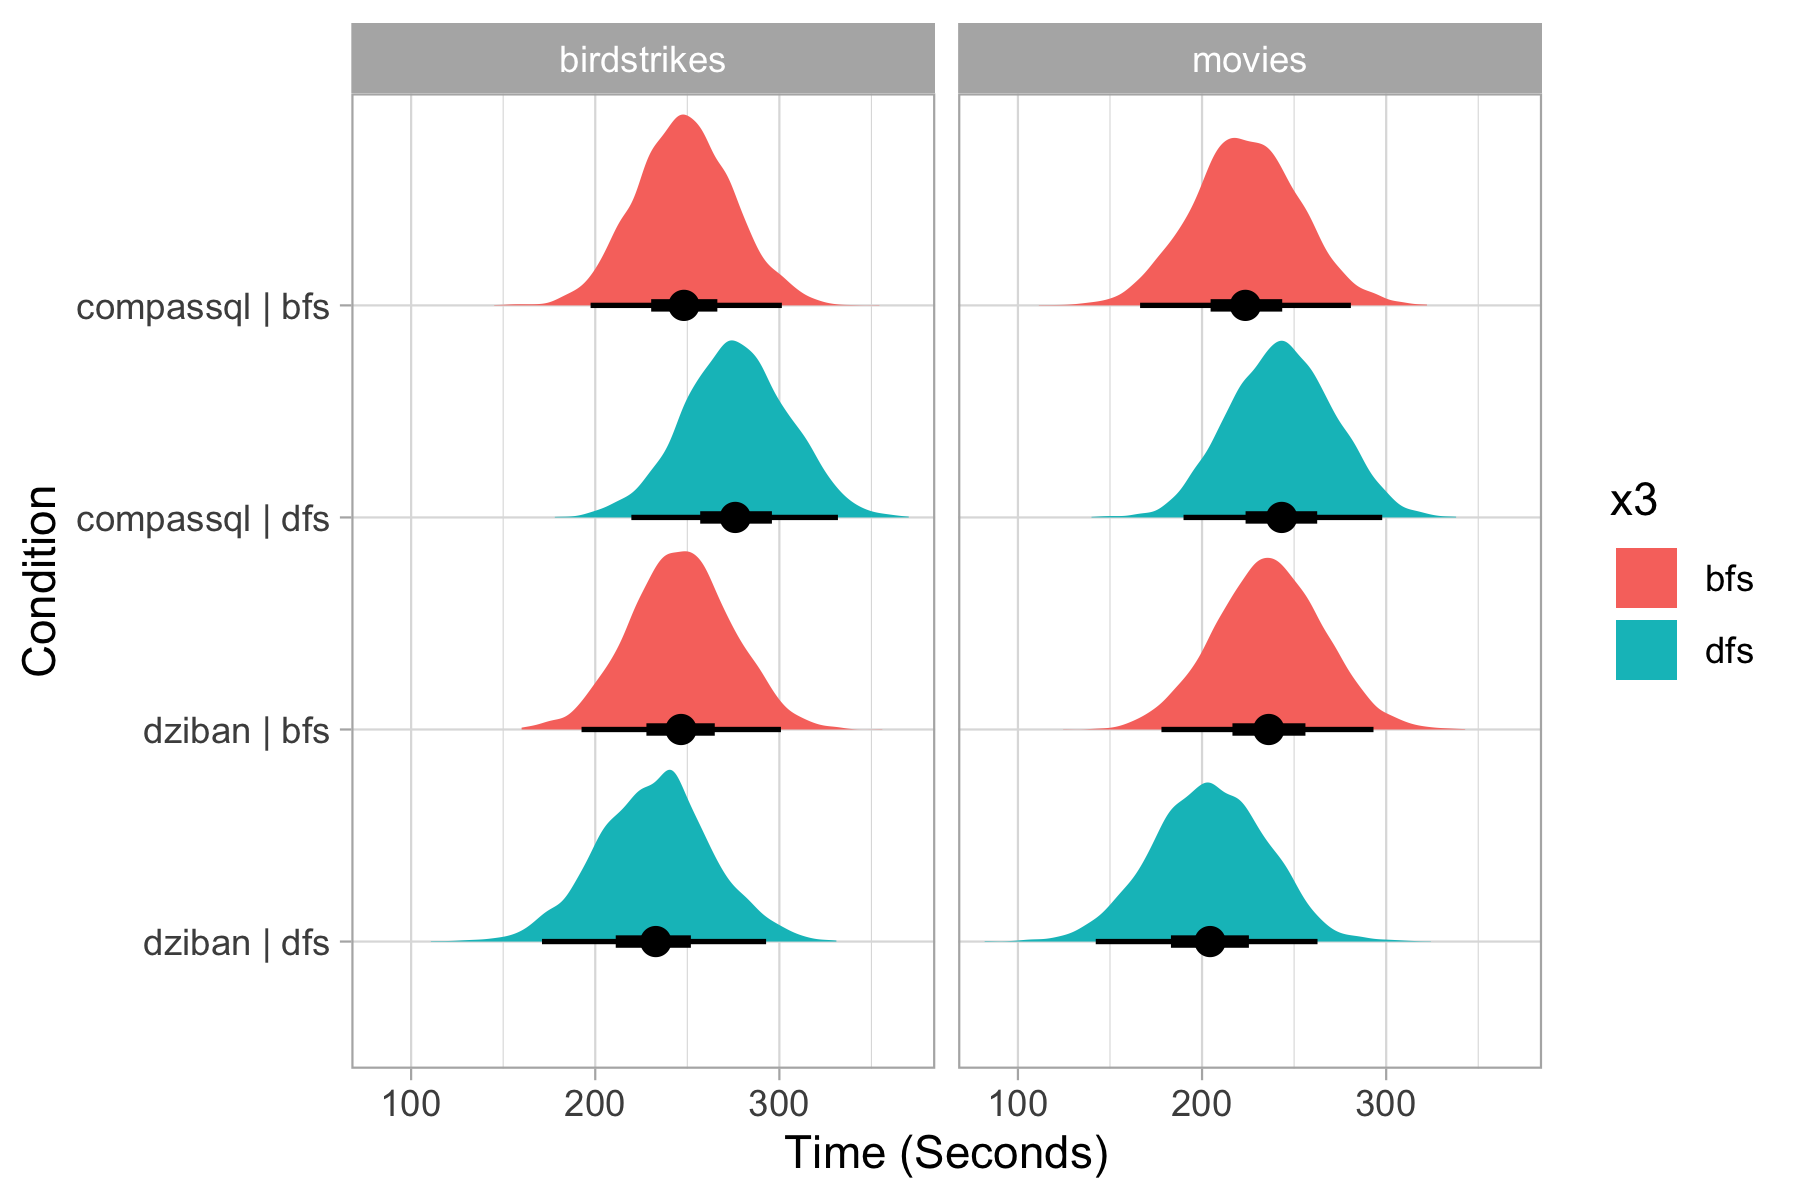 birdstrikes
movies
compassql | bfs
compassql | dfs
dziban | bfs
dziban | dfs
Condition
100
200
300
100
200
300
Time (Seconds)
x3
bfs
dfs